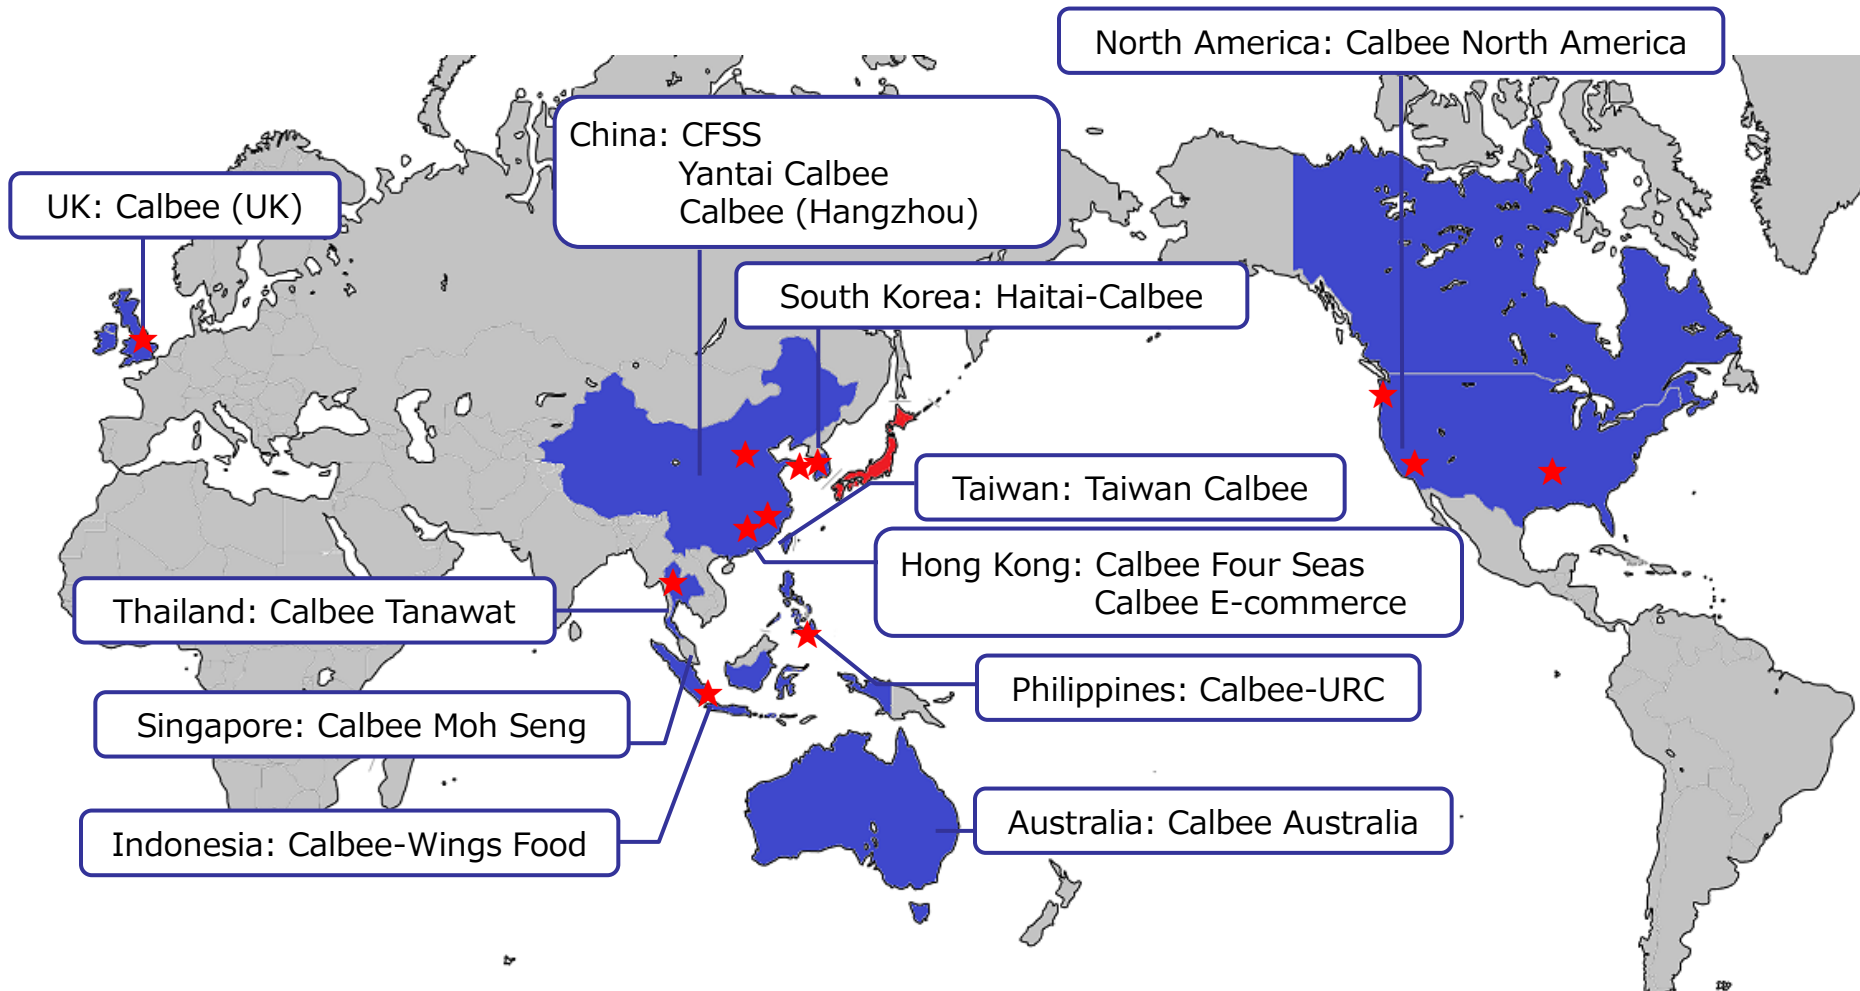 North America: Calbee North America
China: CFSS
Yantai Calbee
Calbee (Hangzhou)
UK: Calbee (UK)
South Korea: Haitai-Calbee
Taiwan: Taiwan Calbee
Hong Kong: Calbee Four Seas
Calbee E-commerce
Thailand: Calbee Tanawat
Philippines: Calbee-URC
Singapore: Calbee Moh Seng
Australia: Calbee Australia
Indonesia: Calbee-Wings Food